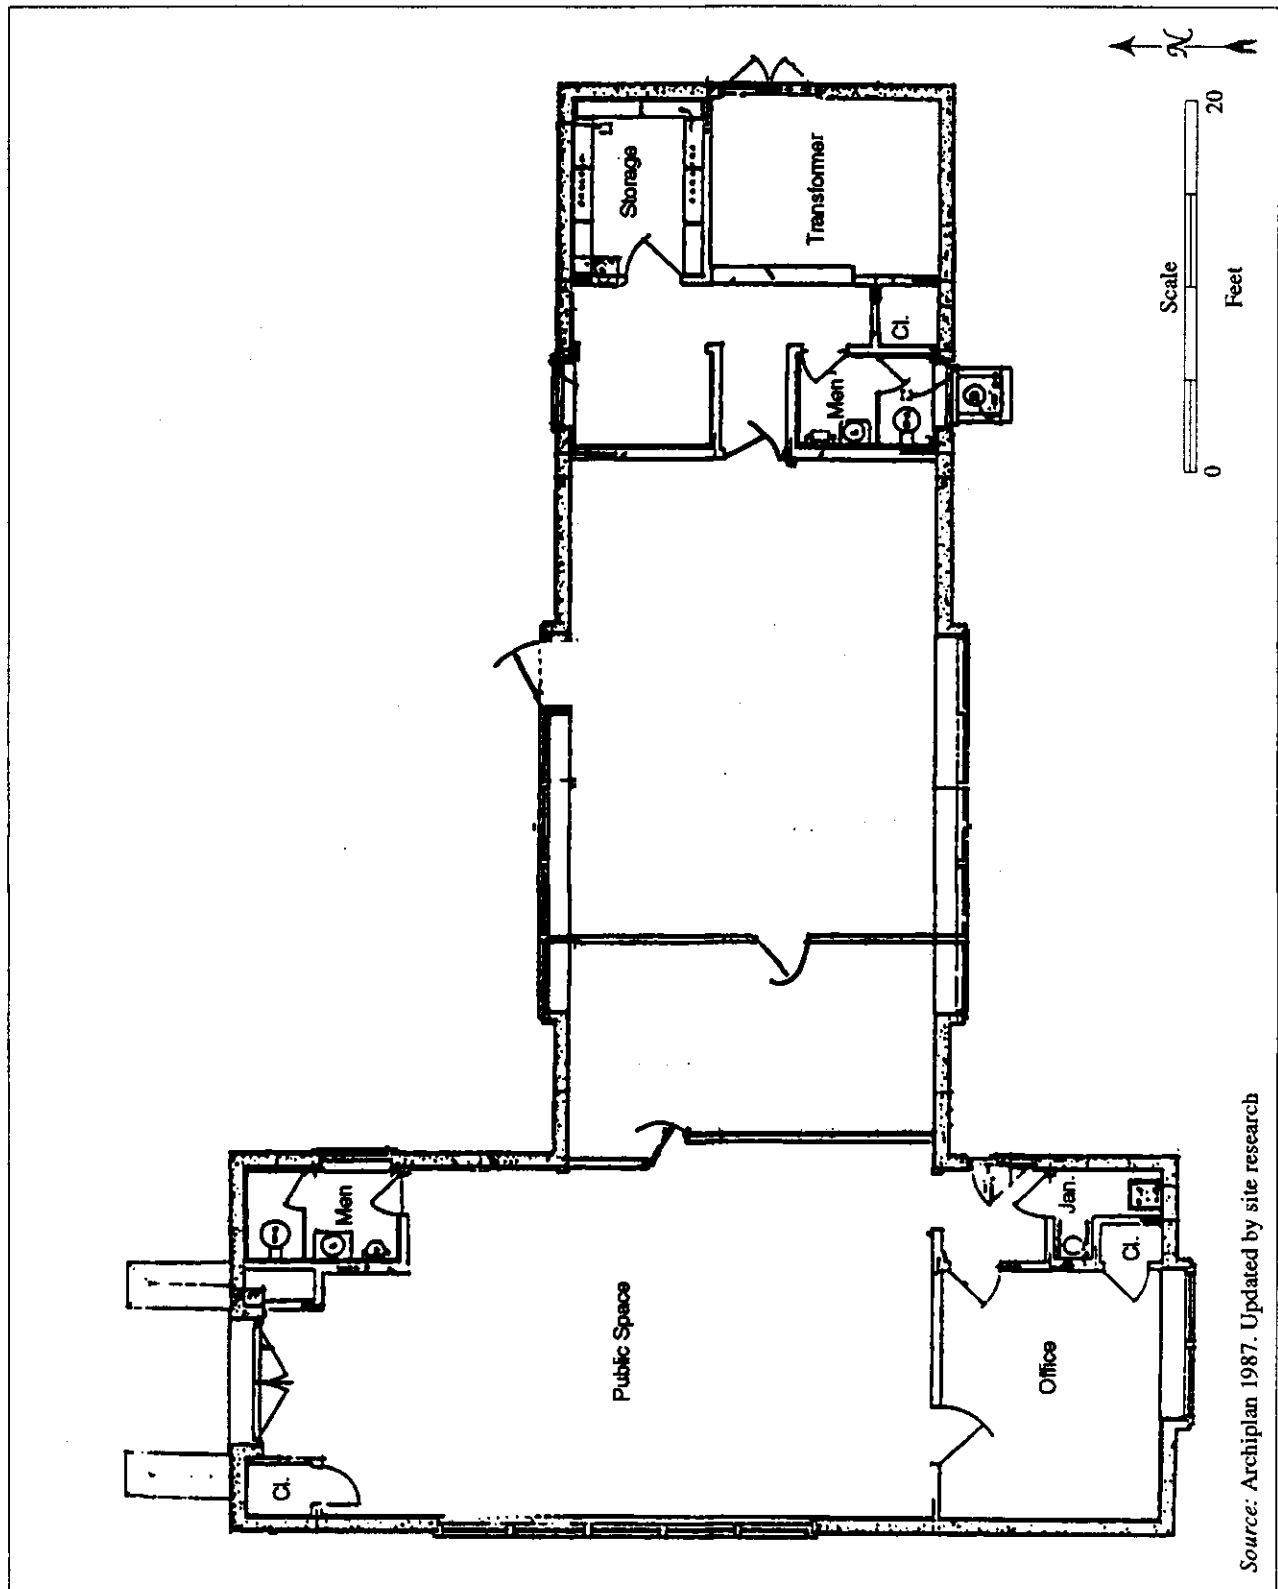 Storage
Transformer
Cl.
Men
Men
Public Space
Cl.
Jan.
Cl.
Office
N
Scale
0
20
Feet
Source: Archiplan 1987. Updated by site research